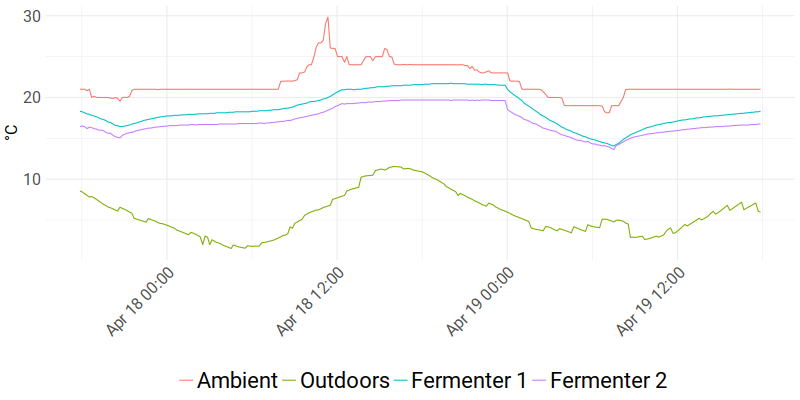 30
20
10
°C
Apr 18 00:00
Apr 18 12:00
Apr 19 00:00
Apr 19 12:00
Ambient Outdoors Fermenter 1 Fermenter 2